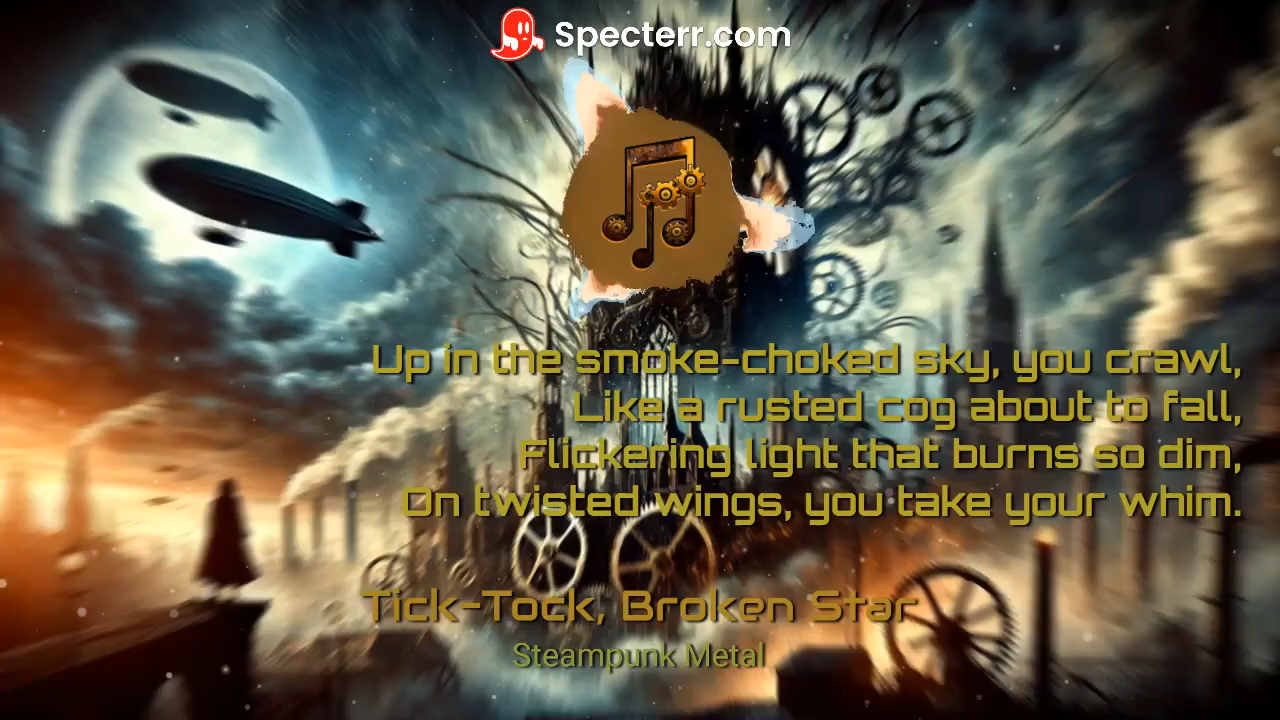 Specterr.com
Up in the smoke-choked sky, you crawl,
Like a rusted cog about to fall,
Flickering light that burns so dim,
On twisted wings, you take your whim.
Tick-Tock, Broken Star
Steampunk Metal